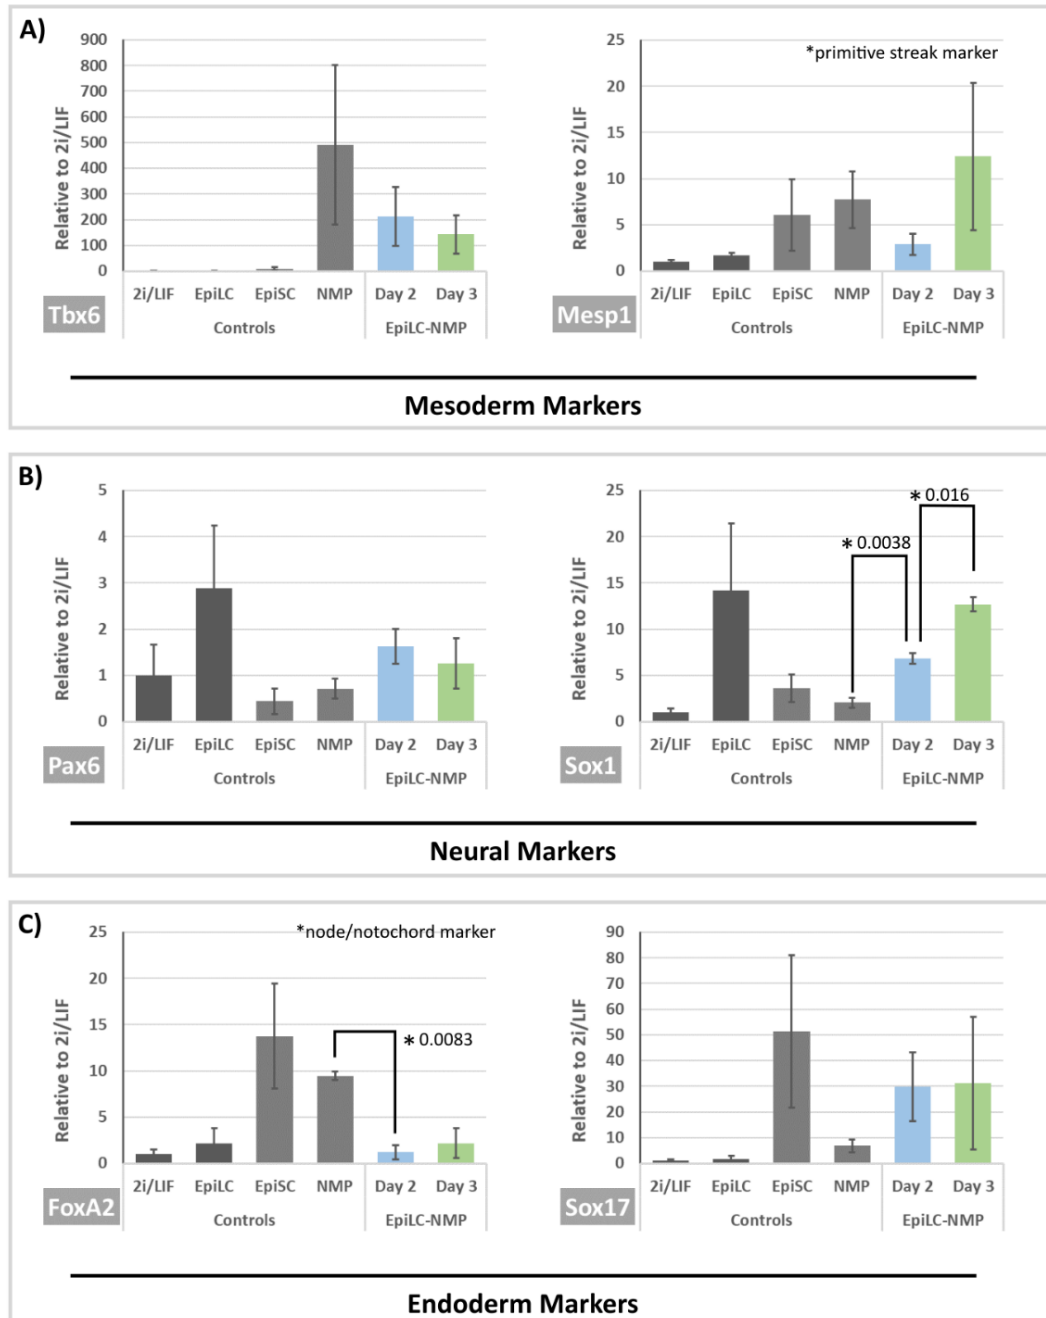 A)
900
800
700
600
500
400
300
200
100
0
Relative to 2i/LIF
2i/LIF EpiLC EpiSC NMP Day 2 Day 3
Controls EpiLC-NMP
Tbx6
*primitive streak marker
25
20
15
10
5
0
Relative to 2i/LIF
2i/LIF EpiLC EpiSC NMP Day 2 Day 3
Controls EpiLC-NMP
Mesp1
Mesoderm Markers
B)
5
4
3
2
1
0
Relative to 2i/LIF
2i/LIF EpiLC EpiSC NMP Day 2 Day 3
Controls EpiLC-NMP
Pax6
25
20
15
10
5
0
Relative to 2i/LIF
* 0.016
* 0.0038
2i/LIF EpiLC EpiSC NMP Day 2 Day 3
Controls EpiLC-NMP
Sox1
Neural Markers
C)
*node/notochord marker
25
20
15
10
5
0
Relative to 2i/LIF
* 0.0083
2i/LIF EpiLC EpiSC NMP Day 2 Day 3
Controls EpiLC-NMP
FoxA2
90
80
70
60
50
40
30
20
10
0
Relative to 2i/LIF
2i/LIF EpiLC EpiSC NMP Day 2 Day 3
Controls EpiLC-NMP
Sox17
Endoderm Markers